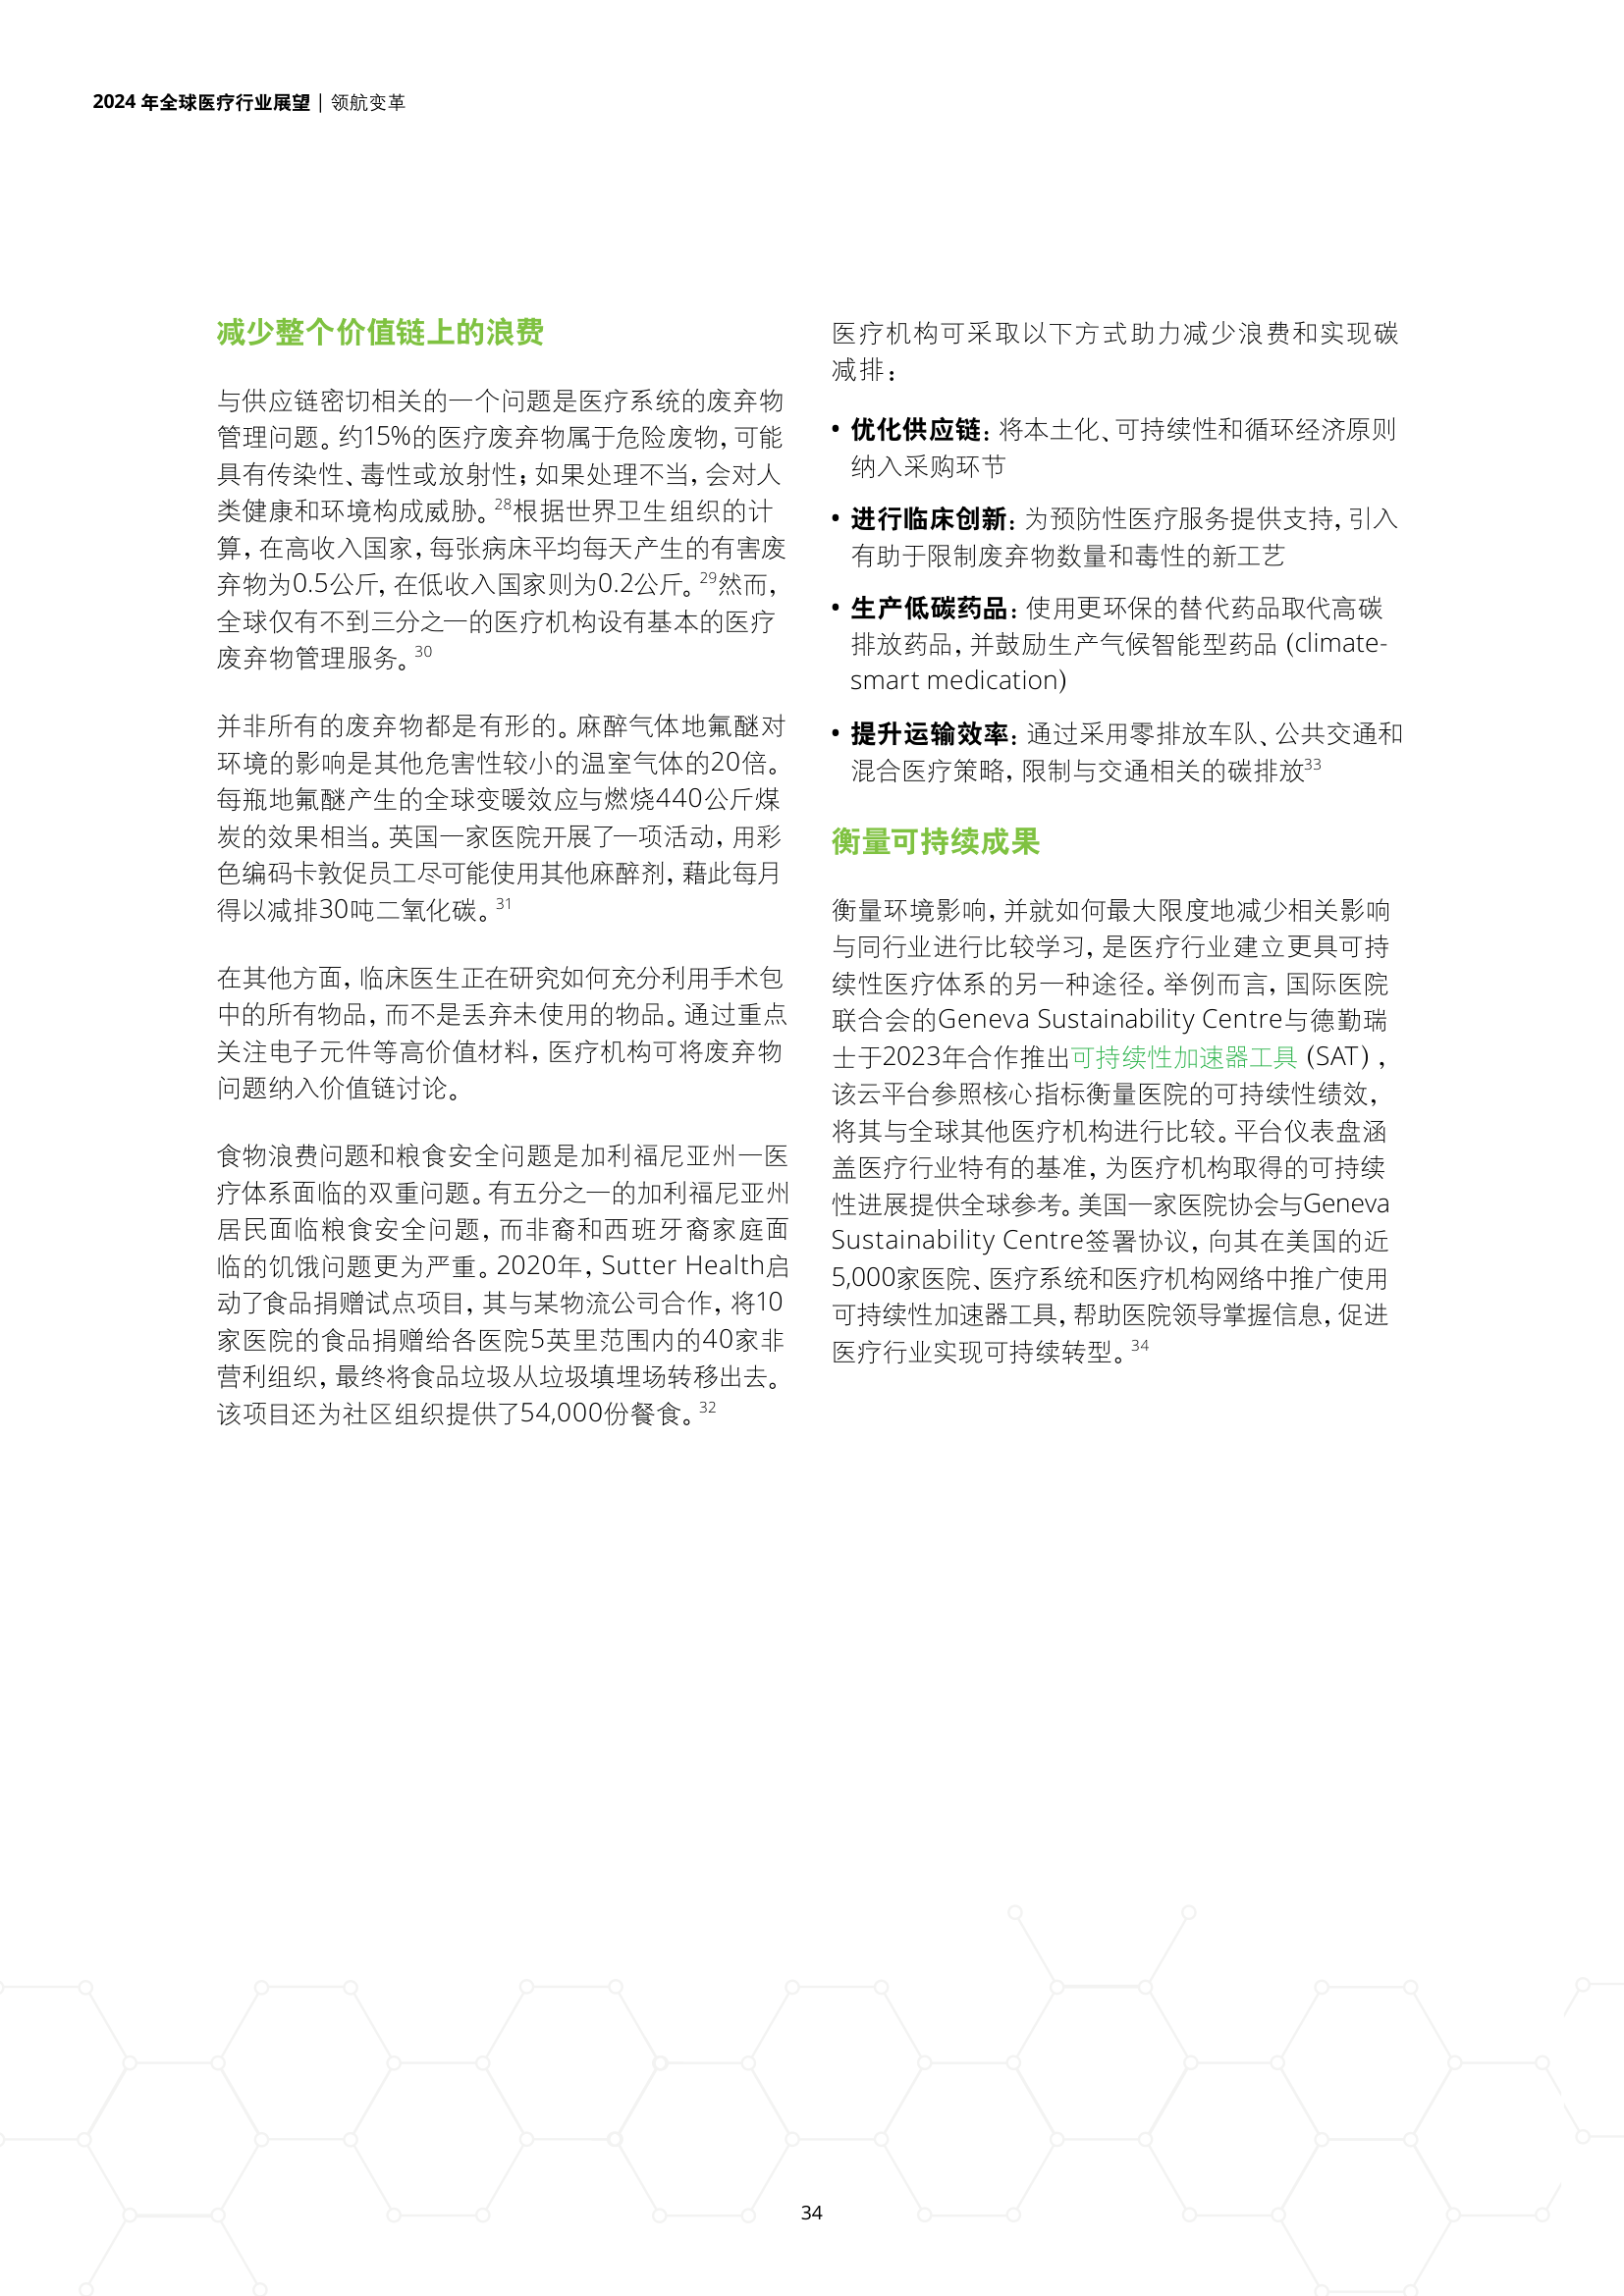 2024 年全球医疗行业展望 | 领航变革
减少整个价值链上的浪费
与供应链密切相关的一个问题是医疗系统的废弃物
管理问题。约15%的医疗废弃物属于危险废物，可能
具有传染性、毒性或放射性；如果处理不当，会对人
类健康和环境构成威胁。28根据世界卫生组织的计
算，在高收入国家，每张病床平均每天产生的有害废
弃物为0.5公斤，在低收入国家则为0.2公斤。29然而，
全球仅有不到三分之一的医疗机构设有基本的医疗
废弃物管理服务。30
并非所有的废弃物都是有形的。麻醉气体地氟醚对
环境的影响是其他危害性较小的温室气体的20倍。
每瓶地氟醚产生的全球变暖效应与燃烧440公斤煤
炭的效果相当。英国一家医院开展了一项活动，用彩
色编码卡敦促员工尽可能使用其他麻醉剂，藉此每月
得以减排30吨二氧化碳。31
在其他方面，临床医生正在研究如何充分利用手术包
中的所有物品，而不是丢弃未使用的物品。通过重点
关注电子元件等高价值材料，医疗机构可将废弃物
问题纳入价值链讨论。
食物浪费问题和粮食安全问题是加利福尼亚州一医
疗体系面临的双重问题。有五分之一的加利福尼亚州
居民面临粮食安全问题，而非裔和西班牙裔家庭面
临的饥饿问题更为严重。2020年，Sutter Health启
动了食品捐赠试点项目，其与某物流公司合作，将10
家医院的食品捐赠给各医院5英里范围内的40家非
营利组织，最终将食品垃圾从垃圾填埋场转移出去。
该项目还为社区组织提供了54,000份餐食。32
医疗机构可采取以下方式助力减少浪费和实现碳
减排：
• 优化供应链：将本土化、可持续性和循环经济原则
纳入采购环节
• 进行临床创新：为预防性医疗服务提供支持，引入
有助于限制废弃物数量和毒性的新工艺
• 生产低碳药品：使用更环保的替代药品取代高碳
排放药品，并鼓励生产气候智能型药品 (climate-
smart medication)
• 提升运输效率：通过采用零排放车队、公共交通和
混合医疗策略，限制与交通相关的碳排放33
衡量可持续成果
衡量环境影响，并就如何最大限度地减少相关影响
与同行业进行比较学习，是医疗行业建立更具可持
续性医疗体系的另一种途径。举例而言，国际医院
联合会的Geneva Sustainability Centre与德勤瑞
士于2023年合作推出可持续性加速器工具 (SAT)，
该云平台参照核心指标衡量医院的可持续性绩效，
将其与全球其他医疗机构进行比较。平台仪表盘涵
盖医疗行业特有的基准，为医疗机构取得的可持续
性进展提供全球参考。美国一家医院协会与Geneva
Sustainability Centre签署协议，向其在美国的近
5,000家医院、医疗系统和医疗机构网络中推广使用
可持续性加速器工具，帮助医院领导掌握信息，促进
医疗行业实现可持续转型。34
34